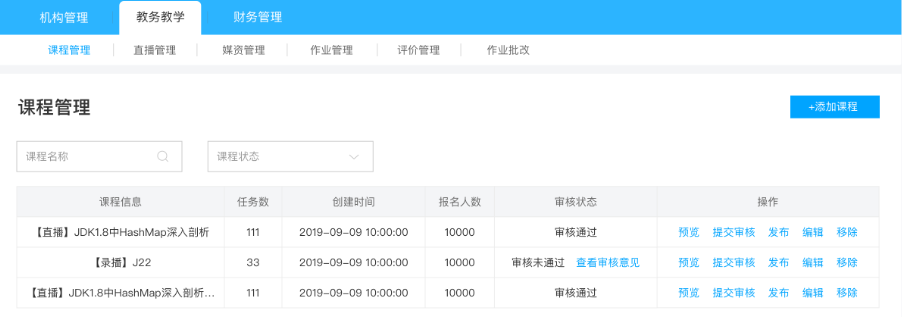 机构管理 教务教学 财务管理
课程管理 直播管理 媒资管理 作业管理 评价管理 作业批改
课程管理 +添加课程
课程名称 课程状态
课程信息 任务数 创建时间 报名人数 审核状态 操作
【直播】JDK1.8中HashMap深入剖析 111 2019-09-09 10:00:00 10000 审核通过 预览 提交审核 发布 编辑 移除
【录播】J22 33 2019-09-09 10:00:00 10000 审核未通过 查看审核意见 预览 提交审核 发布 编辑 移除
【直播】JDK1.8中HashMap深入剖析... 111 2019-09-09 10:00:00 10000 审核通过 预览 提交审核 发布 编辑 移除